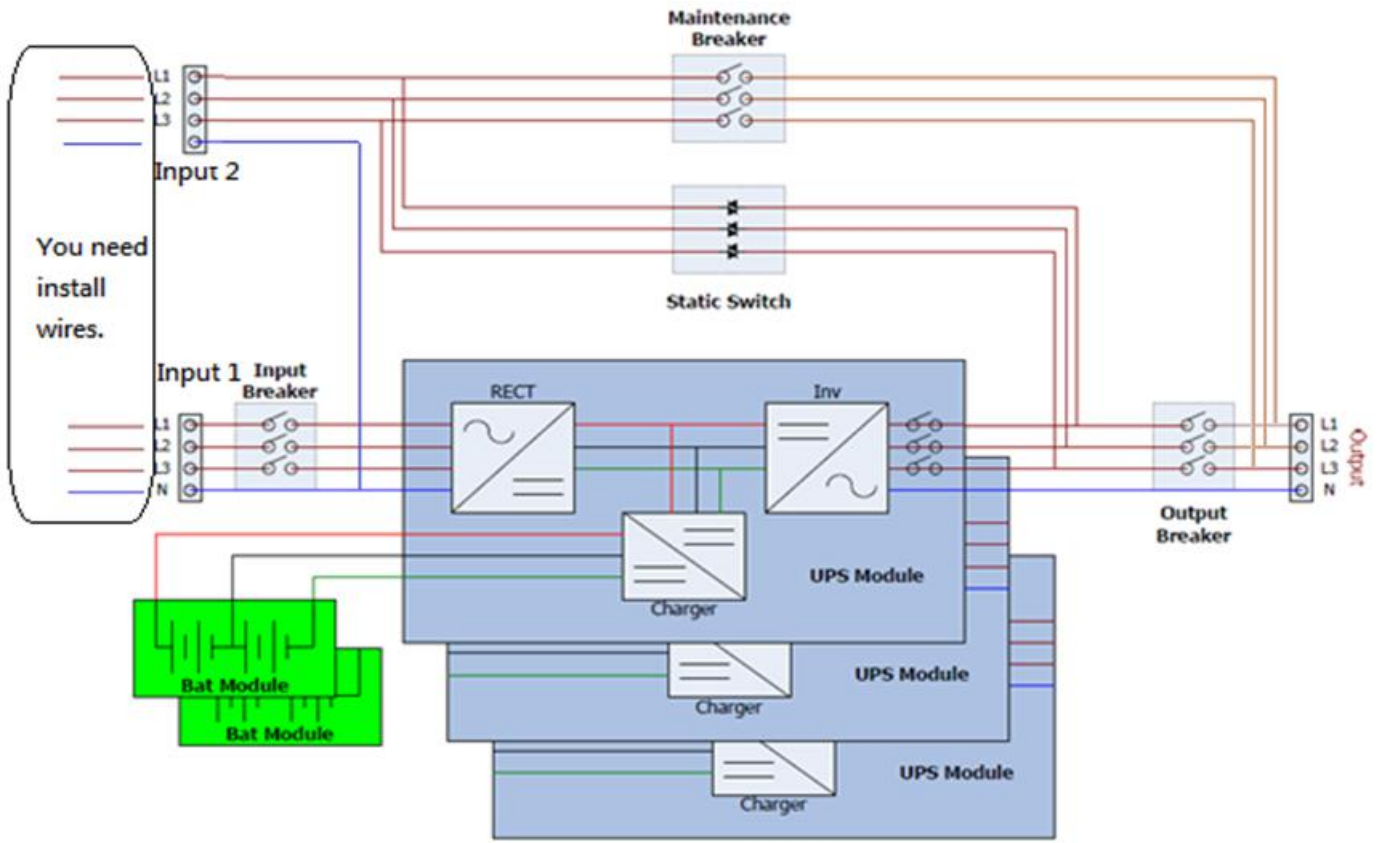 Maintenance
Breaker
L1
L2
L3
Input 2
You need
install
wires.
Static Switch
Input 1
Input
Breaker
RECT
Inv
L1
L2
L3
N
L1
L2
L3
N
Output
Output
Breaker
UPS Module
Charger
Bat Module
UPS Module
Charger
Bat Module
UPS Module
Charger